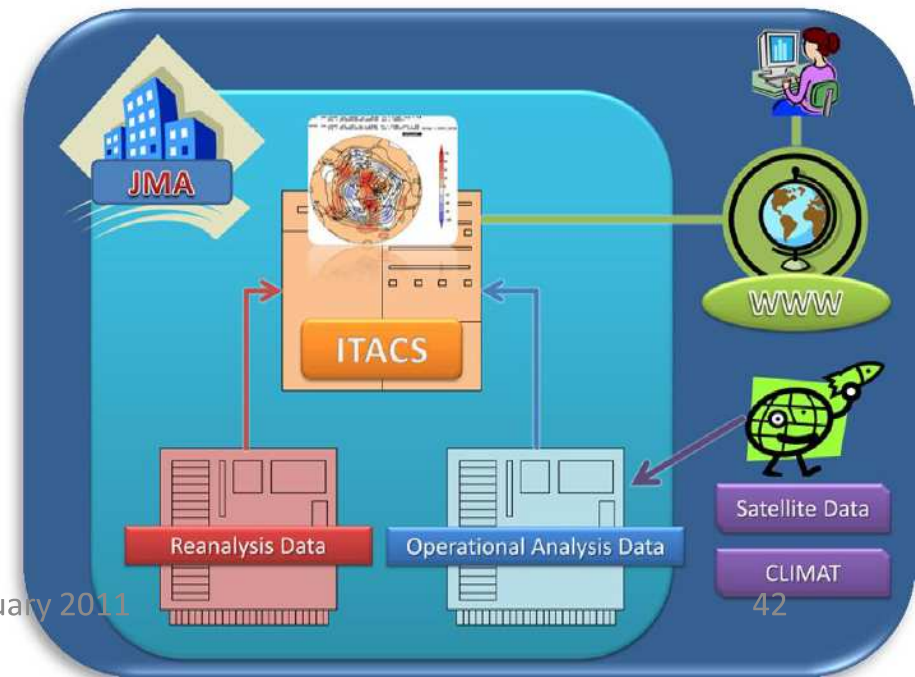 JMA
ITACS
WWW
Reanalysis Data
Operational Analysis Data
Satellite Data
CLIMAT
uary 2011
42